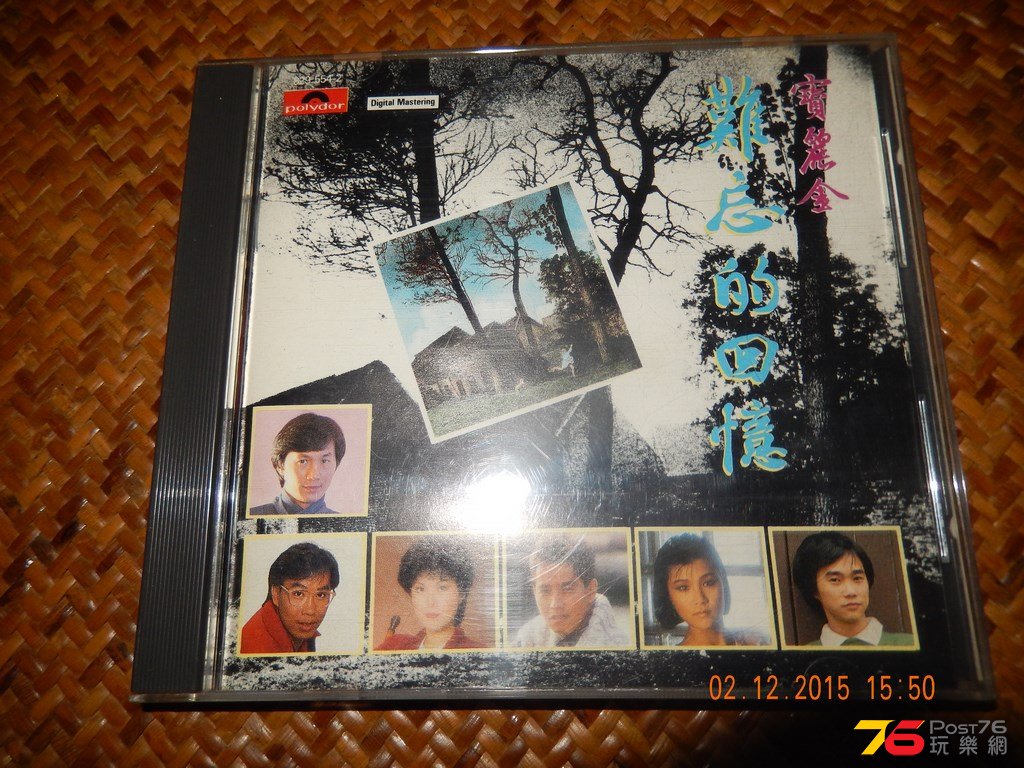 polydor
Digital Mastering
寶麗金
難忘的回憶
02.12.2015 15:50
76 POST76
玩樂網